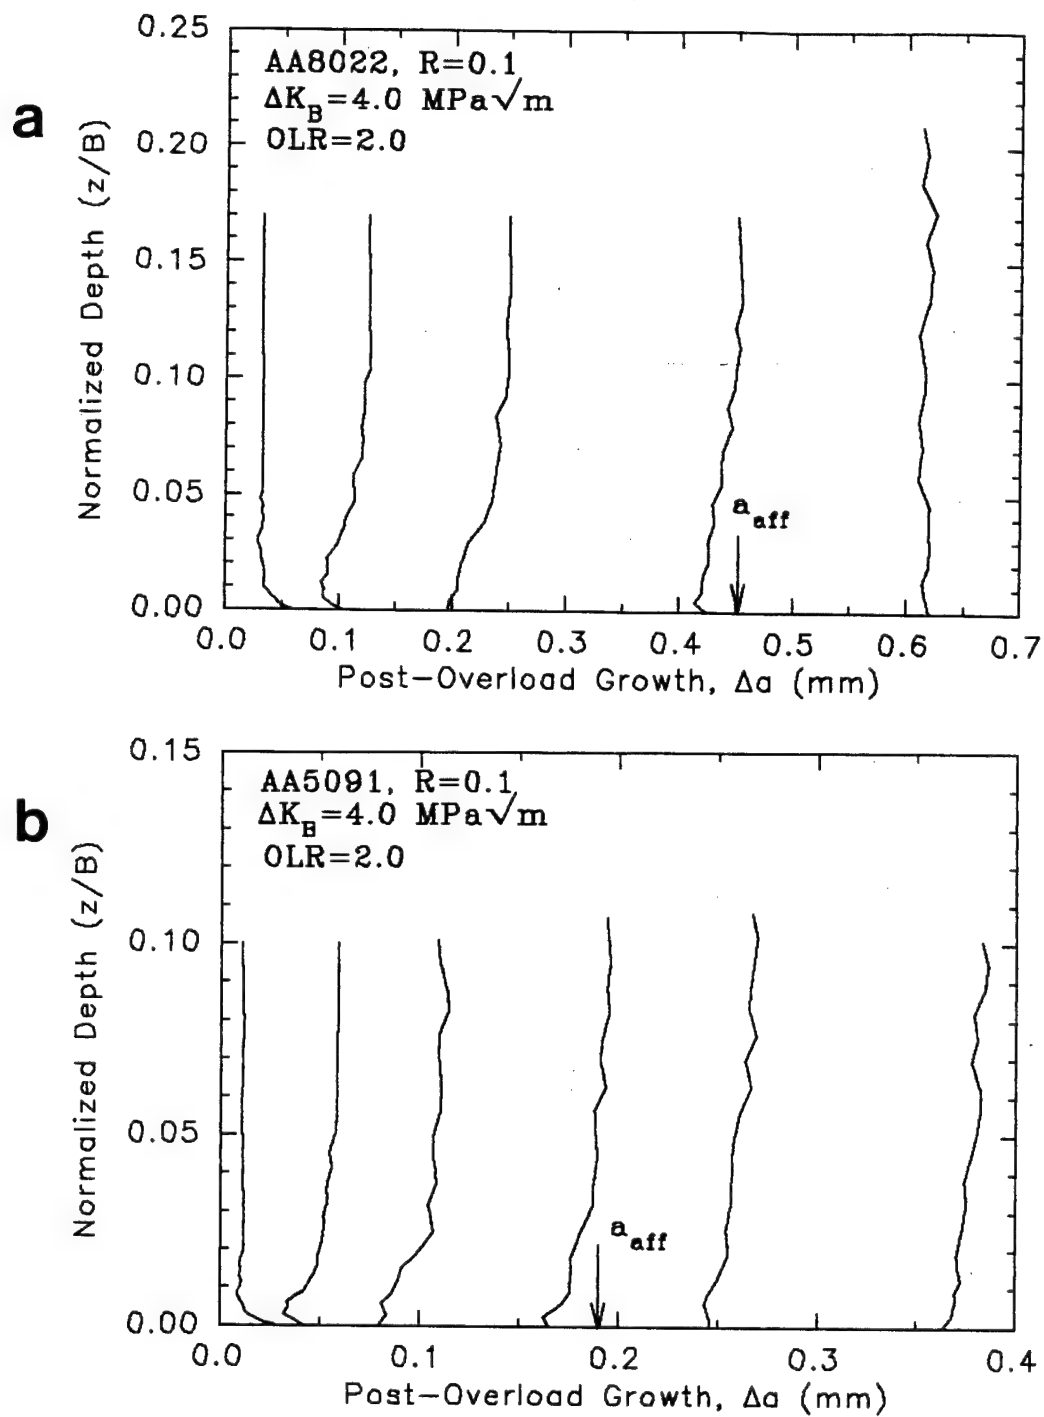 a
AA8022, R=0.1
ΔK_B=4.0 MPa√m
OLR=2.0
Normalized Depth (z/B)
0.25
0.20
0.15
0.10
0.05
0.00
a_aff
0.0 0.1 0.2 0.3 0.4 0.5 0.6 0.7
Post-Overload Growth, Δa (mm)
b
AA5091, R=0.1
ΔK_B=4.0 MPa√m
OLR=2.0
Normalized Depth (z/B)
0.15
0.10
0.05
0.00
a_aff
0.0 0.1 0.2 0.3 0.4
Post-Overload Growth, Δa (mm)